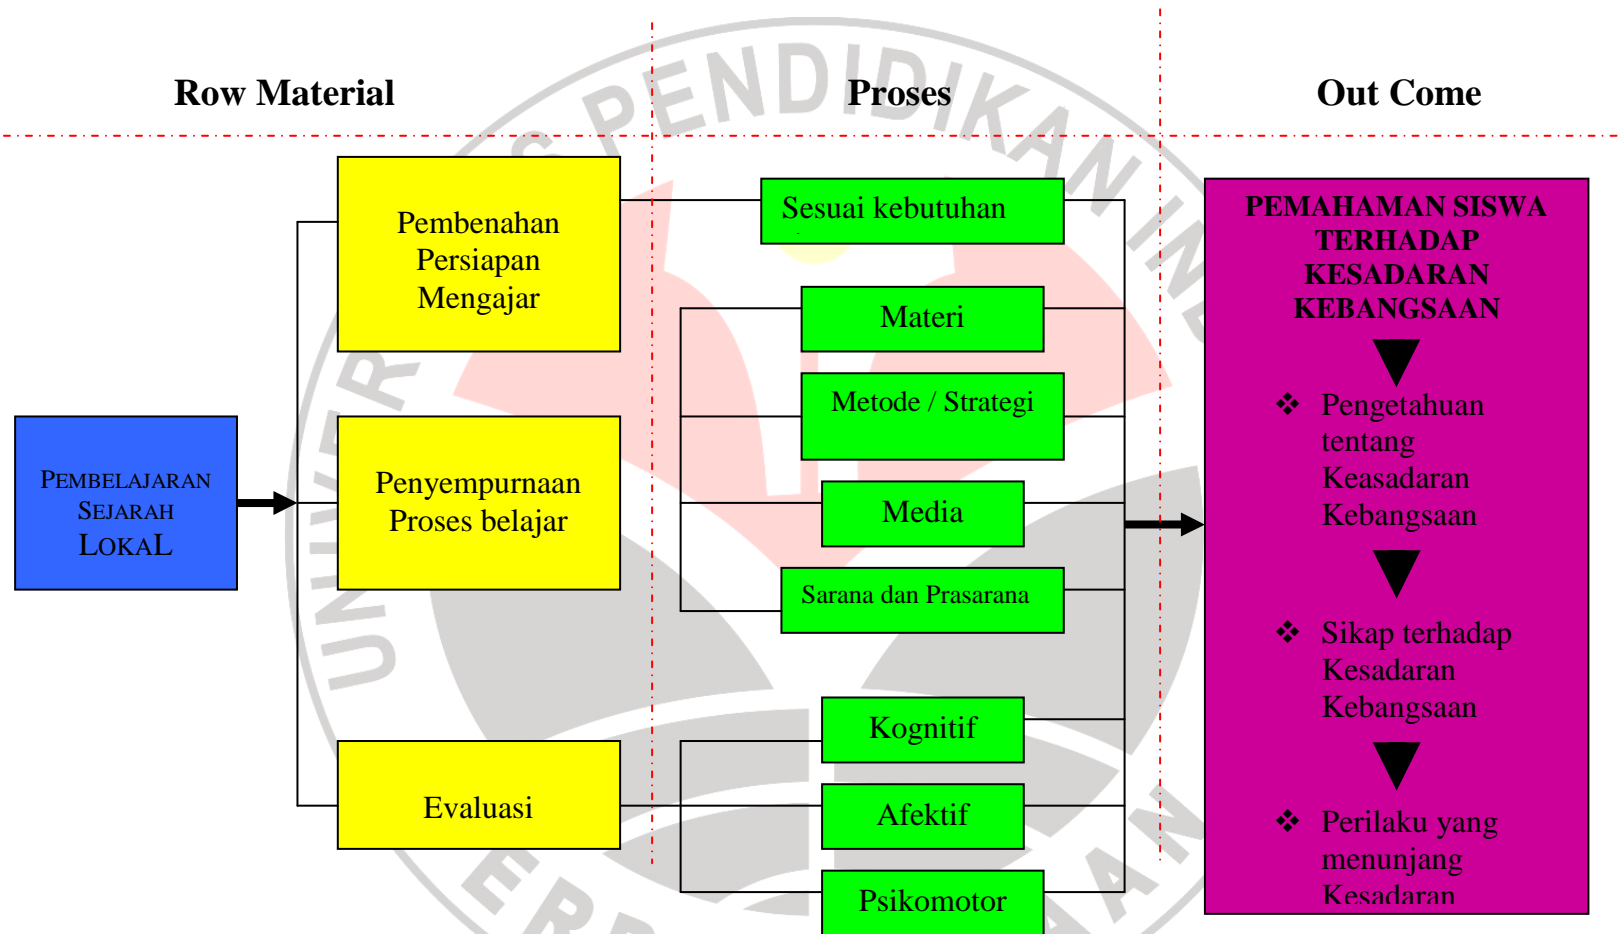 Row Material
Proses
Out Come
PEMBELAJARAN
SEJARAH
LOKAL
Pembenahan
Persiapan
Mengajar
Penyempurnaan
Proses belajar
Evaluasi
Sesuai kebutuhan
Materi
Metode / Strategi
Media
Sarana dan Prasarana
Kognitif
Afektif
Psikomotor
PEMAHAMAN SISWA
TERHADAP
KESADARAN
KEBANGSAAN
❖ Pengetahuan
tentang
Keasadaran
Kebangsaan
❖ Sikap terhadap
Kesadaran
Kebangsaan
❖ Perilaku yang
menunjang
Kesadaran